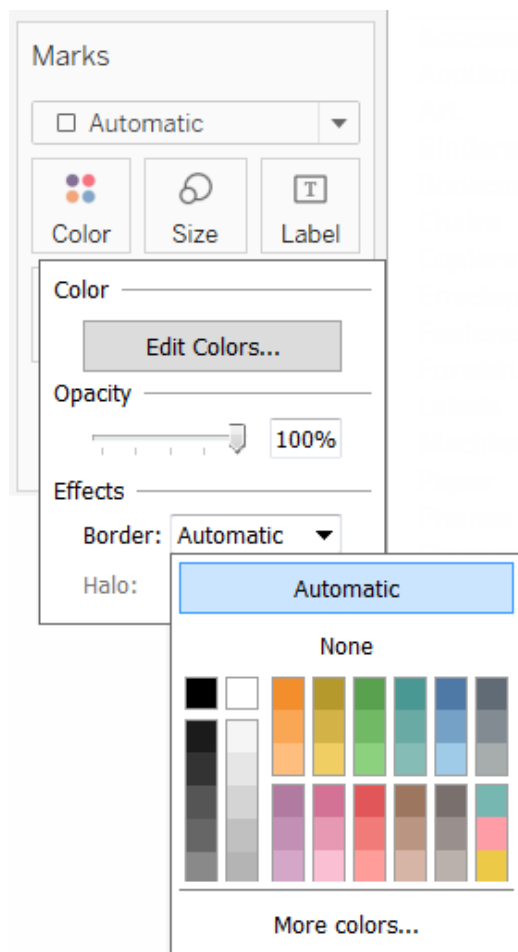 Marks
Automatic
Color Size Label
Color
Edit Colors...
Opacity
100%
Effects
Border: Automatic
Halo:
Automatic
None
More colors...